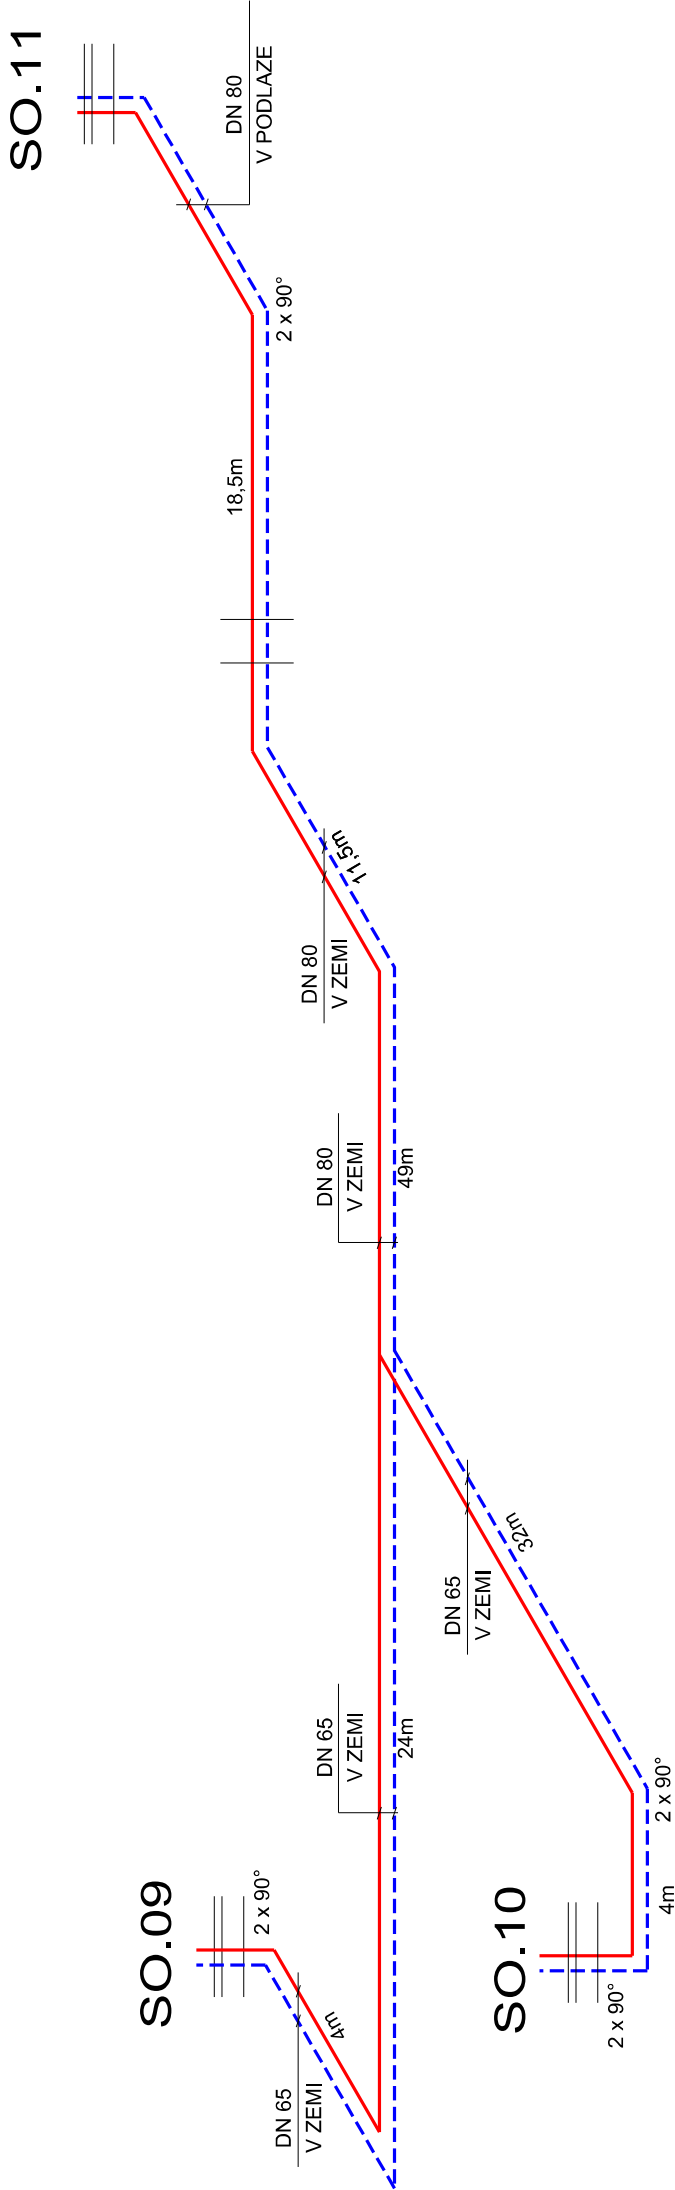 SO.11
DN 80
V PODLAZE
2 x 90°
18,5m
11,5m
DN 80
V ZEMI
DN 80
V ZEMI
49m
32m
DN 65
V ZEMI
DN 65
V ZEMI
24m
SO.09
2 x 90°
4m
DN 65
V ZEMI
SO.10
2 x 90°
4m
2 x 90°